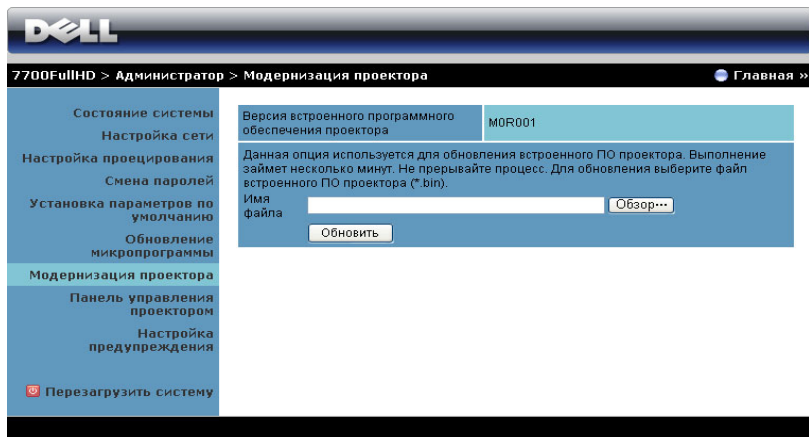 DELL
7700FullHD > Администратор > Модернизация проектора
Главная »
Состояние системы
Настройка сети
Настройка проецирования
Смена паролей
Установка параметров по
умолчанию
Обновление
микропрограммы
Модернизация проектора
Панель управления
проектором
Настройка
предупреждения
Перезагрузить систему
Версия встроенного программного
обеспечения проектора
M0R001
Данная опция используется для обновления встроенного ПО проектора. Выполнение
займет несколько минут. Не прерывайте процесс. Для обновления выберите файл
встроенного ПО проектора (*.bin).
Имя
файла
Обзор...
Обновить